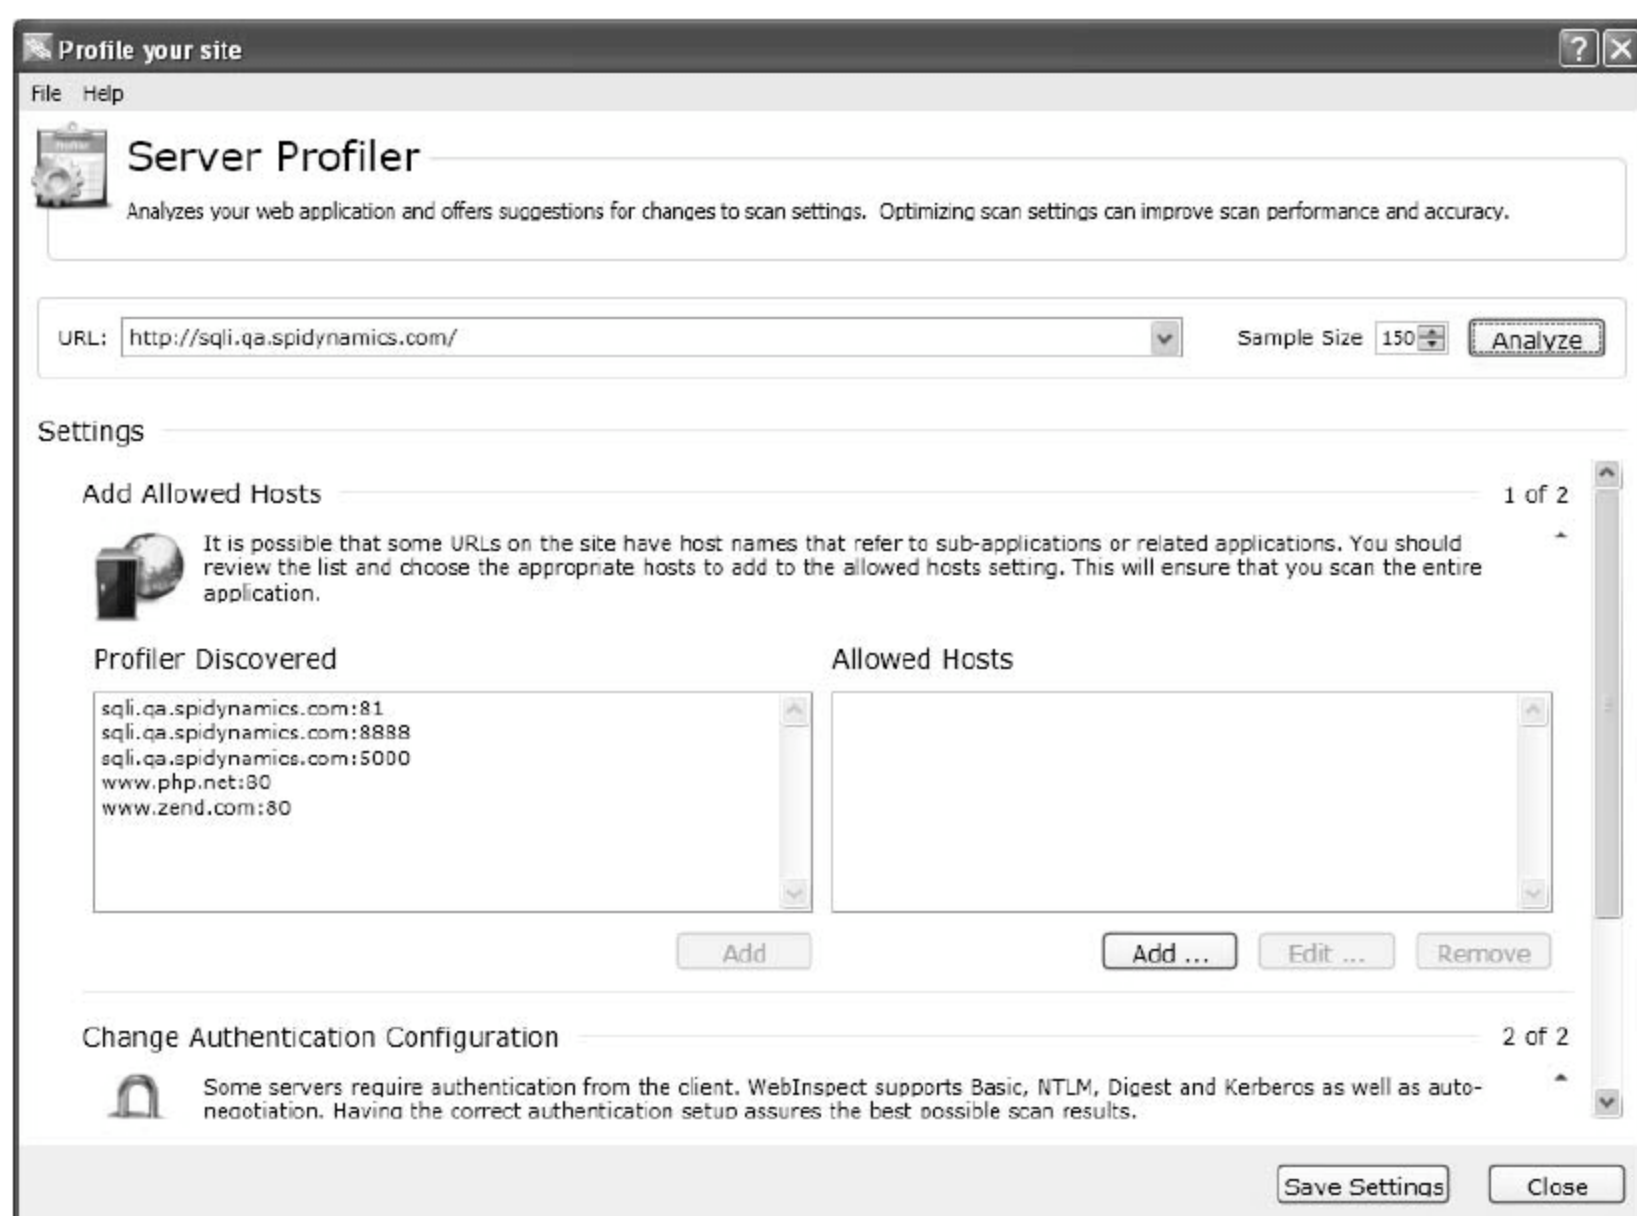 Profile your site
File Help
Server Profiler
Analyzes your web application and offers suggestions for changes to scan settings. Optimizing scan settings can improve scan performance and accuracy.
URL: http://sqli.qa.spidynamics.com/ Sample Size 150 Analyze
Settings
Add Allowed Hosts 1 of 2
It is possible that some URLs on the site have host names that refer to sub-applications or related applications. You should
review the list and choose the appropriate hosts to add to the allowed hosts setting. This will ensure that you scan the entire
application.
Profiler Discovered Allowed Hosts
sqli.qa.spidynamics.com:81
sqli.qa.spidynamics.com:8888
sqli.qa.spidynamics.com:5000
www.php.net:80
www.zend.com:80
Add Add ... Edit ... Remove
Change Authentication Configuration 2 of 2
Some servers require authentication from the client. WebInspect supports Basic, NTLM, Digest and Kerberos as well as auto-
negotiation. Having the correct authentication setup assures the best possible scan results.
Save Settings Close